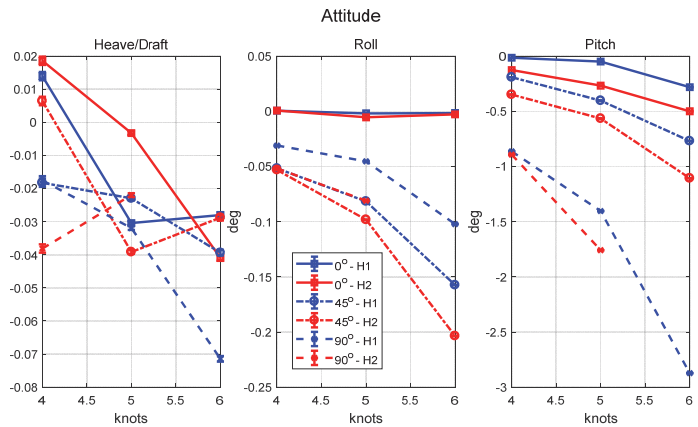 Attitude
Heave/Draft
0.02
0.01
0
-0.01
-0.02
-0.03
-0.04
-0.05
-0.06
-0.07
-0.08
4 4.5 5 5.5 6
knots
Roll
deg
0.05
0
-0.05
-0.1
-0.15
-0.2
-0.25
0° - H1
0° - H2
45° - H1
45° - H2
90° - H1
90° - H2
4 4.5 5 5.5 6
knots
Pitch
deg
0
-0.5
-1
-1.5
-2
-2.5
-3
4 4.5 5 5.5 6
knots